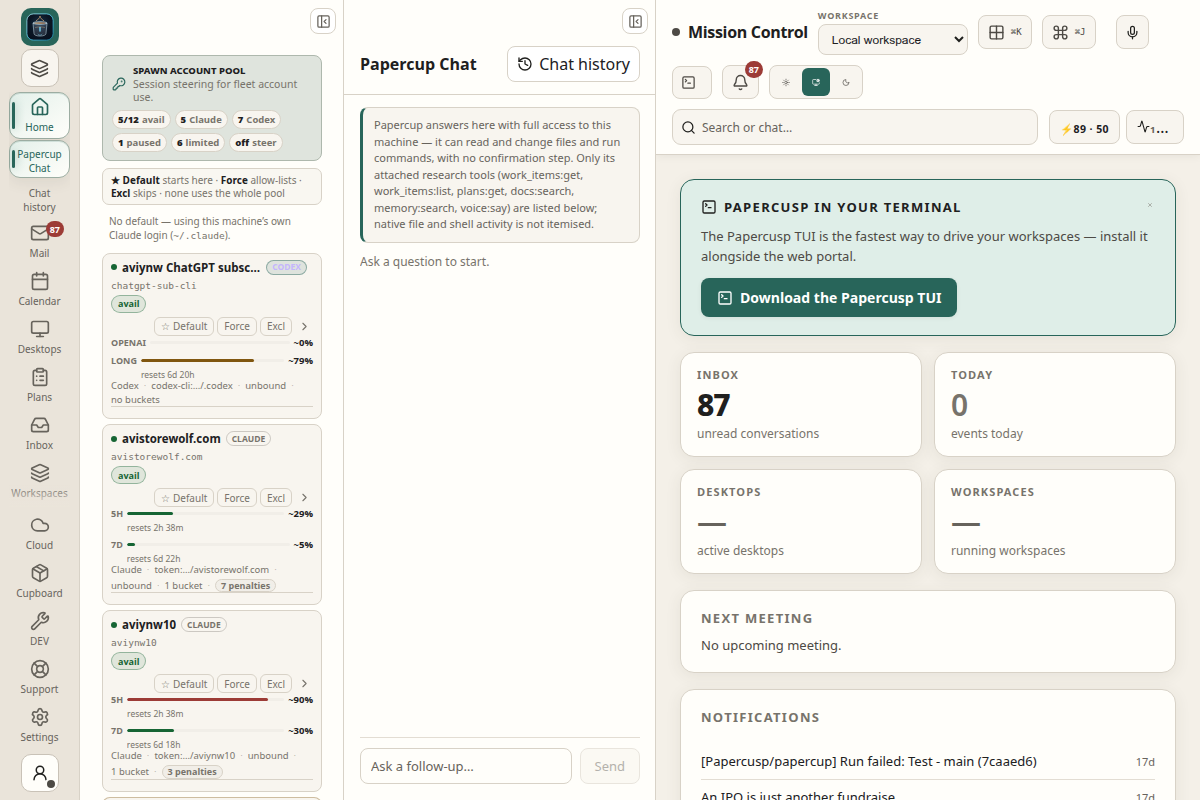 Home
Papercup
Chat
Chat
history
87
Mail
Calendar
Desktops
Plans
Inbox
Workspaces
Cloud
Cupboard
DEV
Support
Settings
SPAWN ACCOUNT POOL
Session steering for fleet account
use.
5/12 avail
5 Claude
7 Codex
1 paused
6 limited
off steer
★ Default starts here · Force allow-lists ·
Excl skips · none uses the whole pool
No default — using this machine's own
Claude login (~/.claude).
aviynw ChatGPT subsc... CODEX
chatgpt-sub-cli
avail
☆ Default Force Excl
OPENAI ~0%
LONG ~79%
resets 6d 20h
Codex · codex-cli:.../.codex · unbound ·
no buckets
avistorewolf.com CLAUDE
avistorewolf.com
avail
☆ Default Force Excl
5H ~29%
resets 2h 38m
7D ~5%
resets 6d 22h
Claude · token:.../avistorewolf.com ·
unbound · 1 bucket · 7 penalties
aviynw10 CLAUDE
aviynw10
avail
☆ Default Force Excl
5H ~90%
resets 2h 38m
7D ~30%
resets 6d 18h
Claude · token:.../aviynw10 · unbound ·
1 bucket · 3 penalties
Papercup Chat
Chat history
Papercup answers here with full access to this
machine — it can read and change files and run
commands, with no confirmation step. Only its
attached research tools (work_items:get,
work_items:list, plans:get, docs:search,
memory:search, voice:say) are listed below;
native file and shell activity is not itemised.
Ask a question to start.
Ask a follow-up...
Send
Mission Control
WORKSPACE
Local workspace
⌘K
⌘J
87
Search or chat...
⚡89 · 50
1...
PAPERCUSP IN YOUR TERMINAL
×
The Papercusp TUI is the fastest way to drive your workspaces — install it
alongside the web portal.
Download the Papercusp TUI
INBOX
87
unread conversations
TODAY
0
events today
DESKTOPS
—
active desktops
WORKSPACES
—
running workspaces
NEXT MEETING
No upcoming meeting.
NOTIFICATIONS
[Papercusp/papercup] Run failed: Test - main (7caaed6) 17d
An IPO is just another fundraise 17d